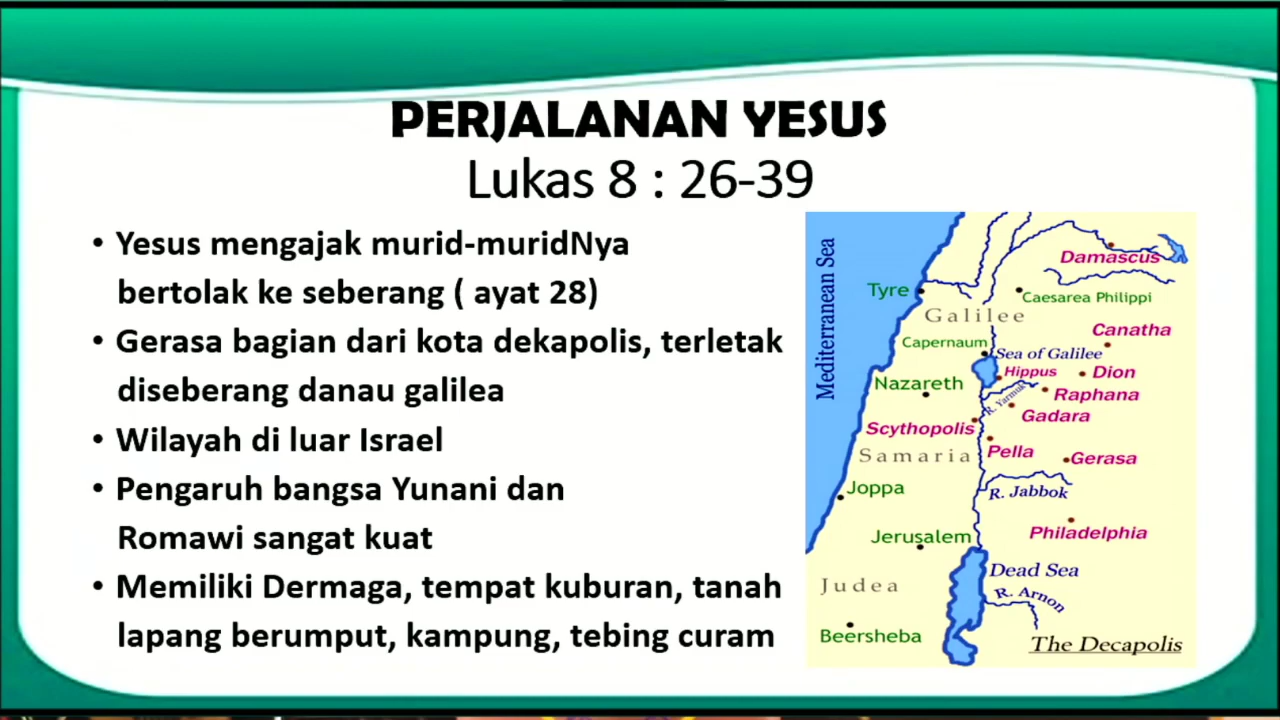 PERJALANAN YESUS
Lukas 8 : 26-39
• Yesus mengajak murid-muridNya
bertolak ke seberang ( ayat 28)
• Gerasa bagian dari kota dekapolis, terletak
diseberang danau galilea
• Wilayah di luar Israel
• Pengaruh bangsa Yunani dan
Romawi sangat kuat
• Memiliki Dermaga, tempat kuburan, tanah
lapang berumput, kampung, tebing curam
Mediterranean Sea
Damascus
Tyre
Caesarea Philippi
Galilee
Canatha
Capernaum
Sea of Galilee
Hippus
Dion
Nazareth
R. Yarmuk
Raphana
Gadara
Scythopolis
Samaria
Pella
Gerasa
Joppa
R. Jabbok
Jerusalem
Philadelphia
Dead Sea
Judea
R. Arnon
Beersheba
The Decapolis